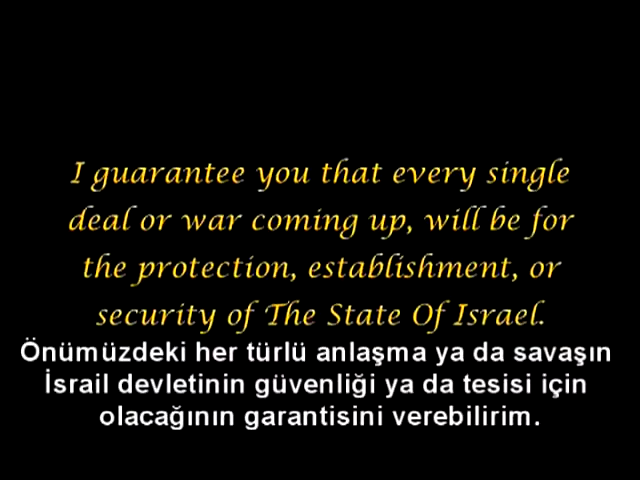 I guarantee you that every single
deal or war coming up, will be for
the protection, establishment, or
security of The State Of Israel.
Önümüzdeki her türlü anlaşma ya da savaşın
İsrail devletinin güvenliği ya da tesisi için
olacağının garantisini verebilirim.